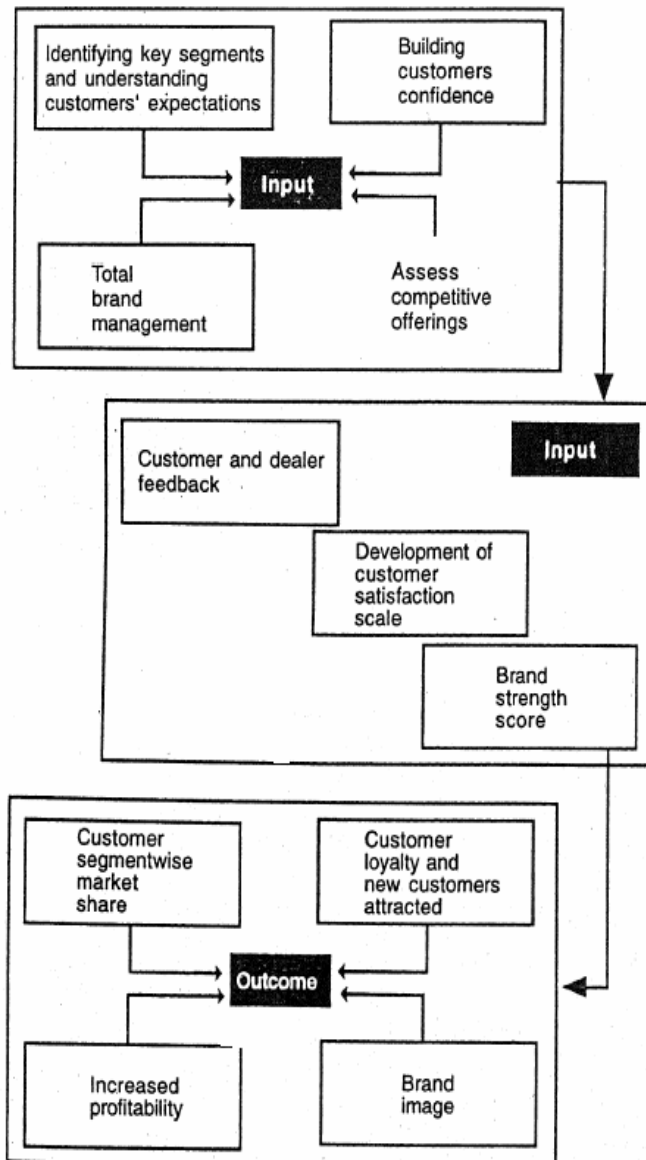 Identifying key segments
and understanding
customers' expectations
Building
customers
confidence
Input
Total
brand
management
Assess
competitive
offerings
Input
Customer and dealer
feedback
Development of
customer
satisfaction
scale
Brand
strength
score
Customer
segmentwise
market
share
Customer
loyalty and
new customers
attracted
Outcome
Increased
profitability
Brand
image